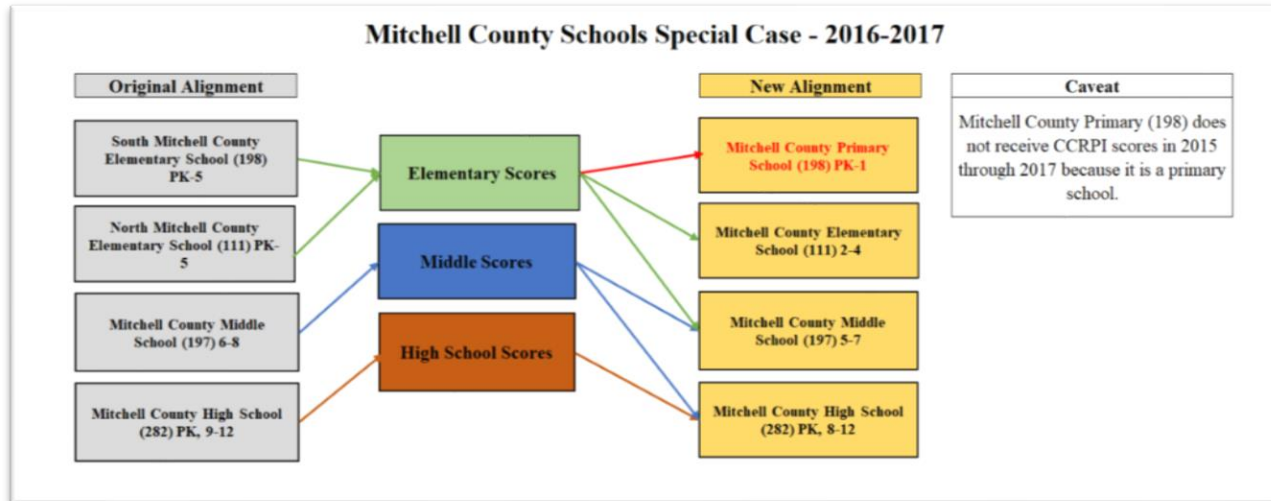 Mitchell County Schools Special Case - 2016-2017
Original Alignment
South Mitchell County
Elementary School (198)
PK-5
North Mitchell County
Elementary School (111) PK-
5
Mitchell County Middle
School (197) 6-8
Mitchell County High School
(282) PK, 9-12
Elementary Scores
Middle Scores
High School Scores
New Alignment
Mitchell County Primary
School (198) PK-1
Mitchell County Elementary
School (111) 2-4
Mitchell County Middle
School (197) 5-7
Mitchell County High School
(282) PK, 8-12
Caveat
Mitchell County Primary (198) does
not receive CCRPI scores in 2015
through 2017 because it is a primary
school.